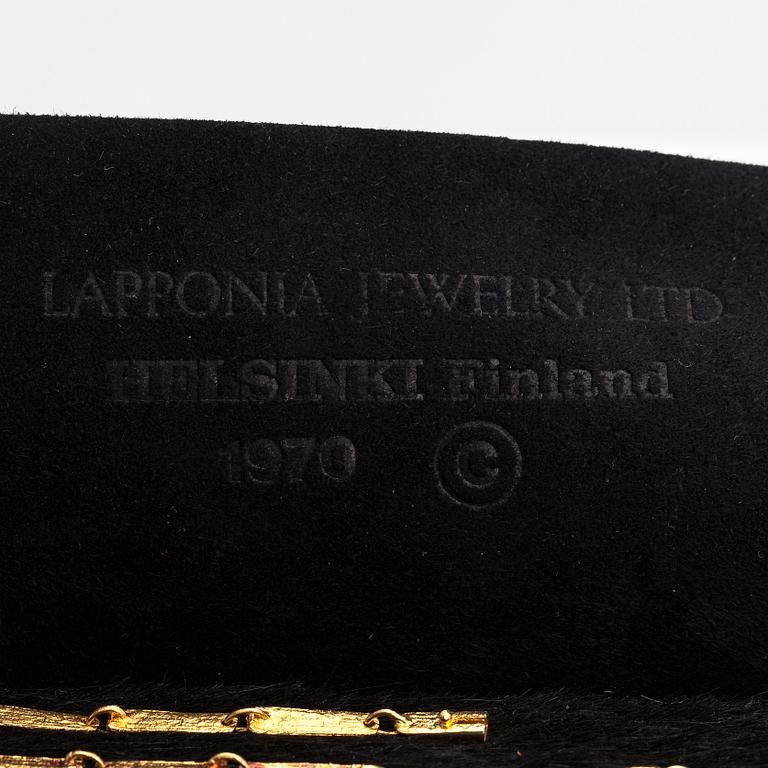 LAPPONIA JEWELRY LTD
HELSINKI Finland
1970 ©